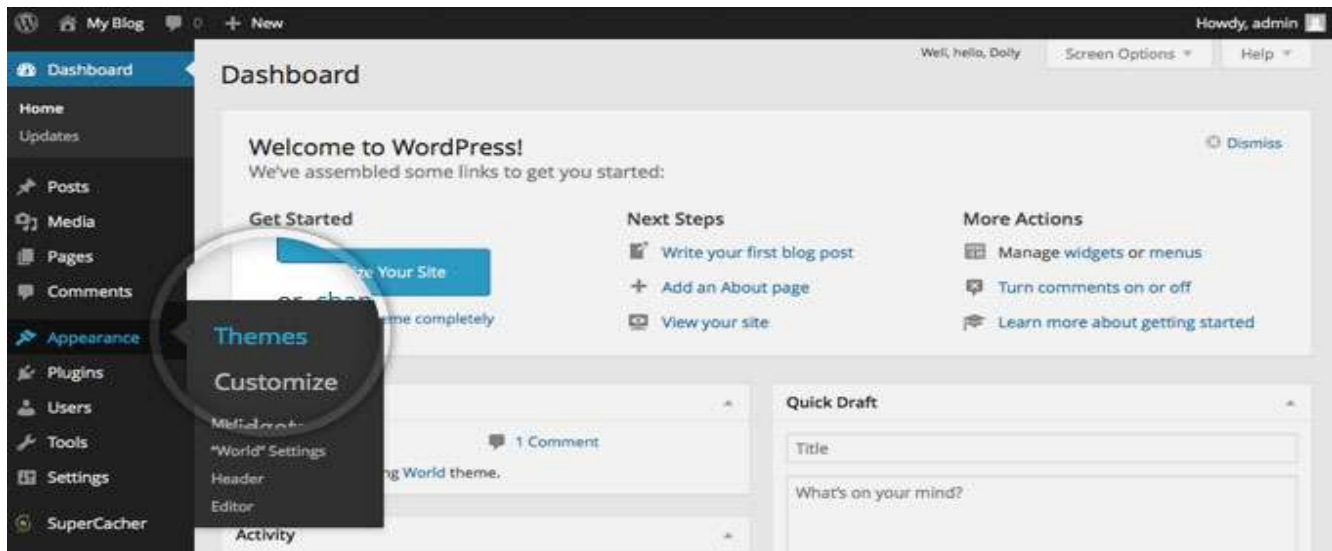 My Blog 0 + New Howdy, admin
Dashboard
Home
Updates
Posts
Media
Pages
Comments
Appearance
Plugins
Users
Tools
Settings
SuperCacher
Themes
Customize
"World" Settings
Header
Editor
Well, hello, Dolly Screen Options Help
Dashboard
Welcome to WordPress!
Dismiss
We've assembled some links to get you started:
Get Started
Your Site
or
completely
Next Steps
Write your first blog post
Add an About page
View your site
More Actions
Manage widgets or menus
Turn comments on or off
Learn more about getting started
1 Comment
World theme.
Activity
Quick Draft
Title
What's on your mind?